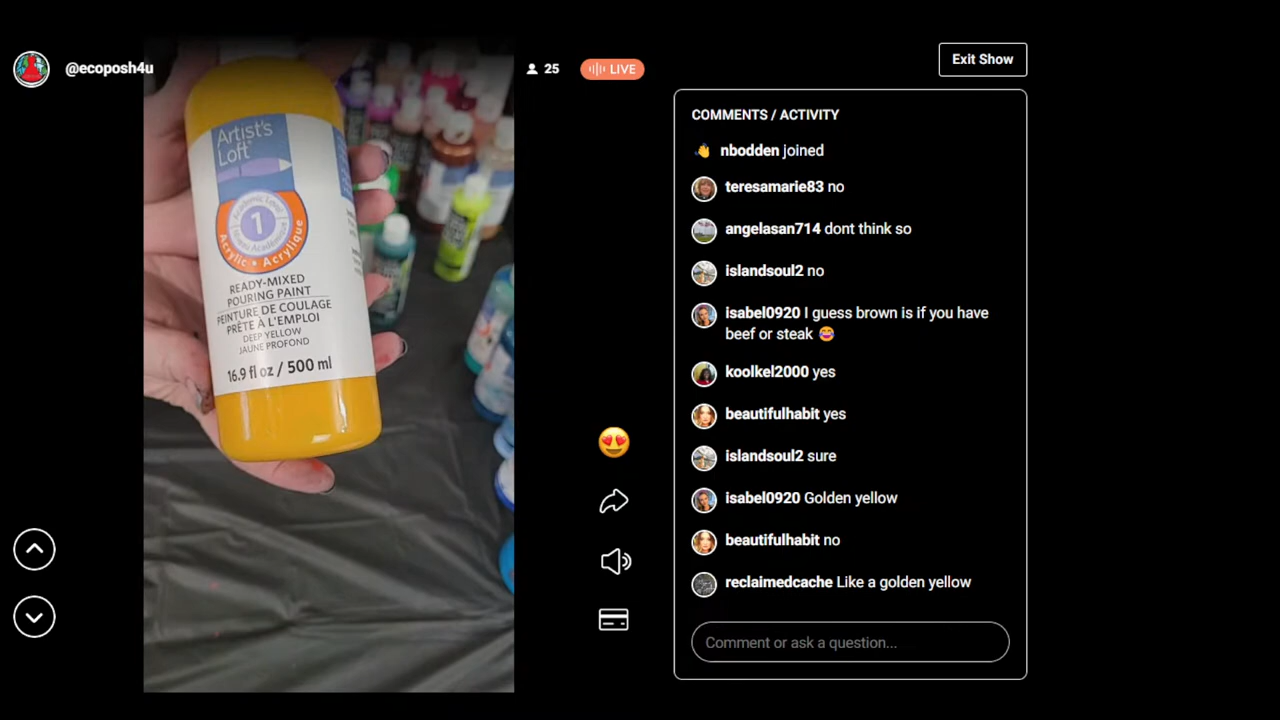 @ecoposh4u
25
LIVE
Exit Show
Artist's
Loft
1
Acrylic • Acrylique
READY-MIXED
POURING PAINT
PEINTURE DE COULAGE
PRÊTE À L'EMPLOI
DEEP YELLOW
JAUNE PROFOND
16.9 fl oz / 500 ml
COMMENTS / ACTIVITY
nbodden joined
teresamarie83 no
angelasan714 dont think so
islandsoul2 no
isabel0920 I guess brown is if you have
beef or steak
koolkel2000 yes
beautifulhabit yes
islandsoul2 sure
isabel0920 Golden yellow
beautifulhabit no
reclaimedcache Like a golden yellow
Comment or ask a question...